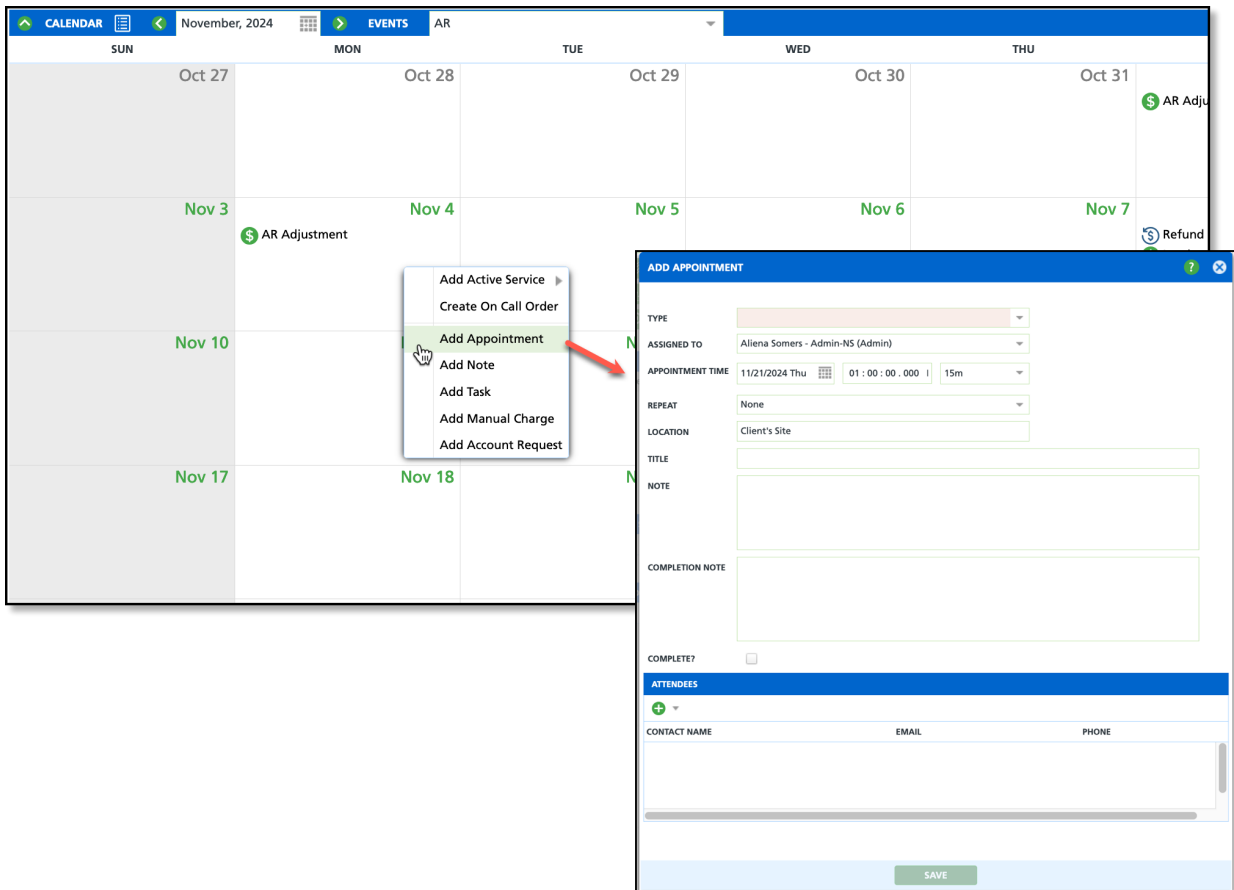 CALENDAR November, 2024 EVENTS AR
SUN MON TUE WED THU
Oct 27 Oct 28 Oct 29 Oct 30 Oct 31
$ AR Adju
Nov 3 Nov 4 Nov 5 Nov 6 Nov 7
$ AR Adjustment
$ Refund
Add Active Service
Create On Call Order
Add Appointment
Add Note
Add Task
Add Manual Charge
Add Account Request
Nov 10
Nov 17 Nov 18
ADD APPOINTMENT ?
TYPE
ASSIGNED TO Aliena Somers - Admin-NS (Admin)
APPOINTMENT TIME 11/21/2024 Thu 01 : 00 : 00 . 000 15m
REPEAT None
LOCATION Client's Site
TITLE
NOTE
COMPLETION NOTE
COMPLETE?
ATTENDEES
CONTACT NAME EMAIL PHONE
SAVE